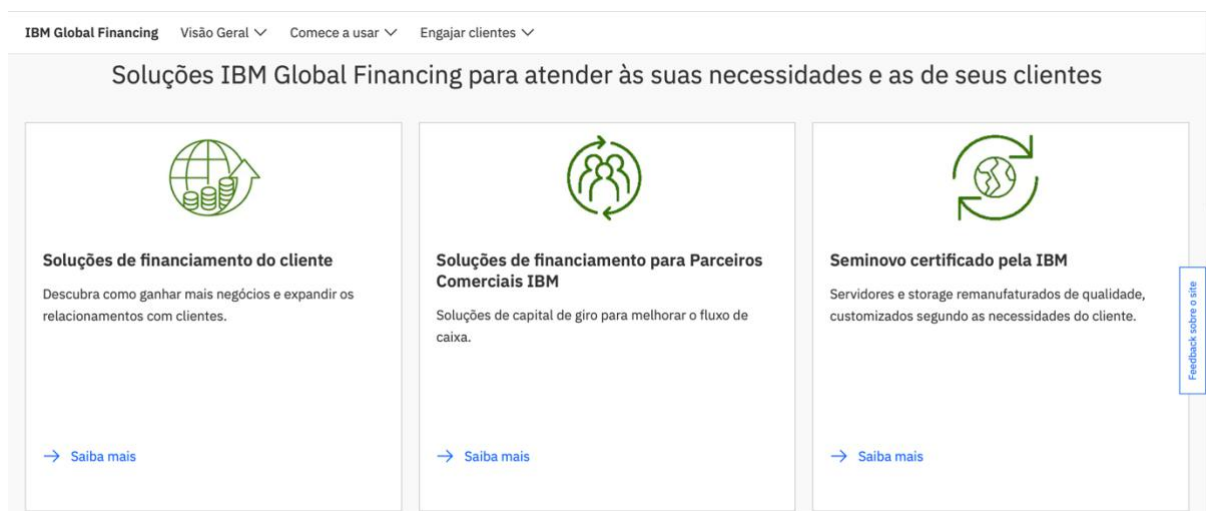 IBM Global Financing Visão Geral Comece a usar Engajar clientes
Soluções IBM Global Financing para atender às suas necessidades e as de seus clientes
Soluções de financiamento do cliente
Descubra como ganhar mais negócios e expandir os
relacionamentos com clientes.
Saiba mais
Soluções de financiamento para Parceiros
Comerciais IBM
Soluções de capital de giro para melhorar o fluxo de
caixa.
Saiba mais
Seminovo certificado pela IBM
Servidores e storage remanufaturados de qualidade,
customizados segundo as necessidades do cliente.
Saiba mais
Feedback sobre o site